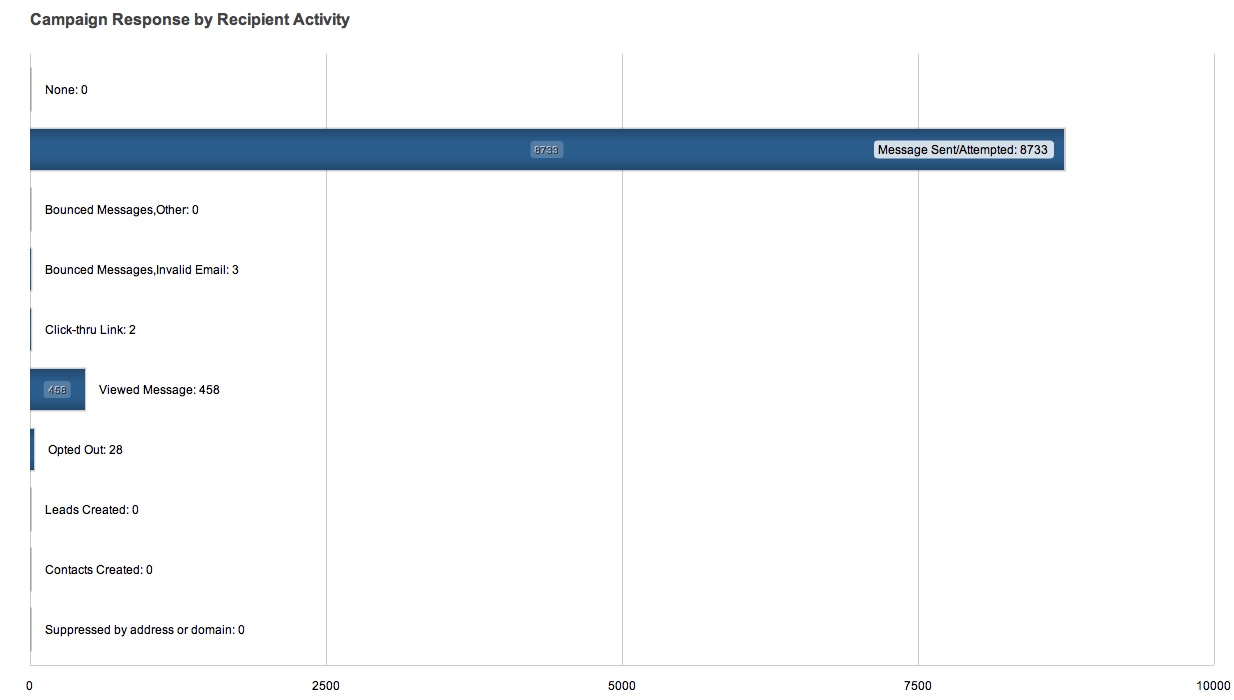 Campaign Response by Recipient Activity
None: 0
8733 Message Sent/Attempted: 8733
Bounced Messages,Other: 0
Bounced Messages,Invalid Email: 3
Click-thru Link: 2
458 Viewed Message: 458
Opted Out: 28
Leads Created: 0
Contacts Created: 0
Suppressed by address or domain: 0
0 2500 5000 7500 10000